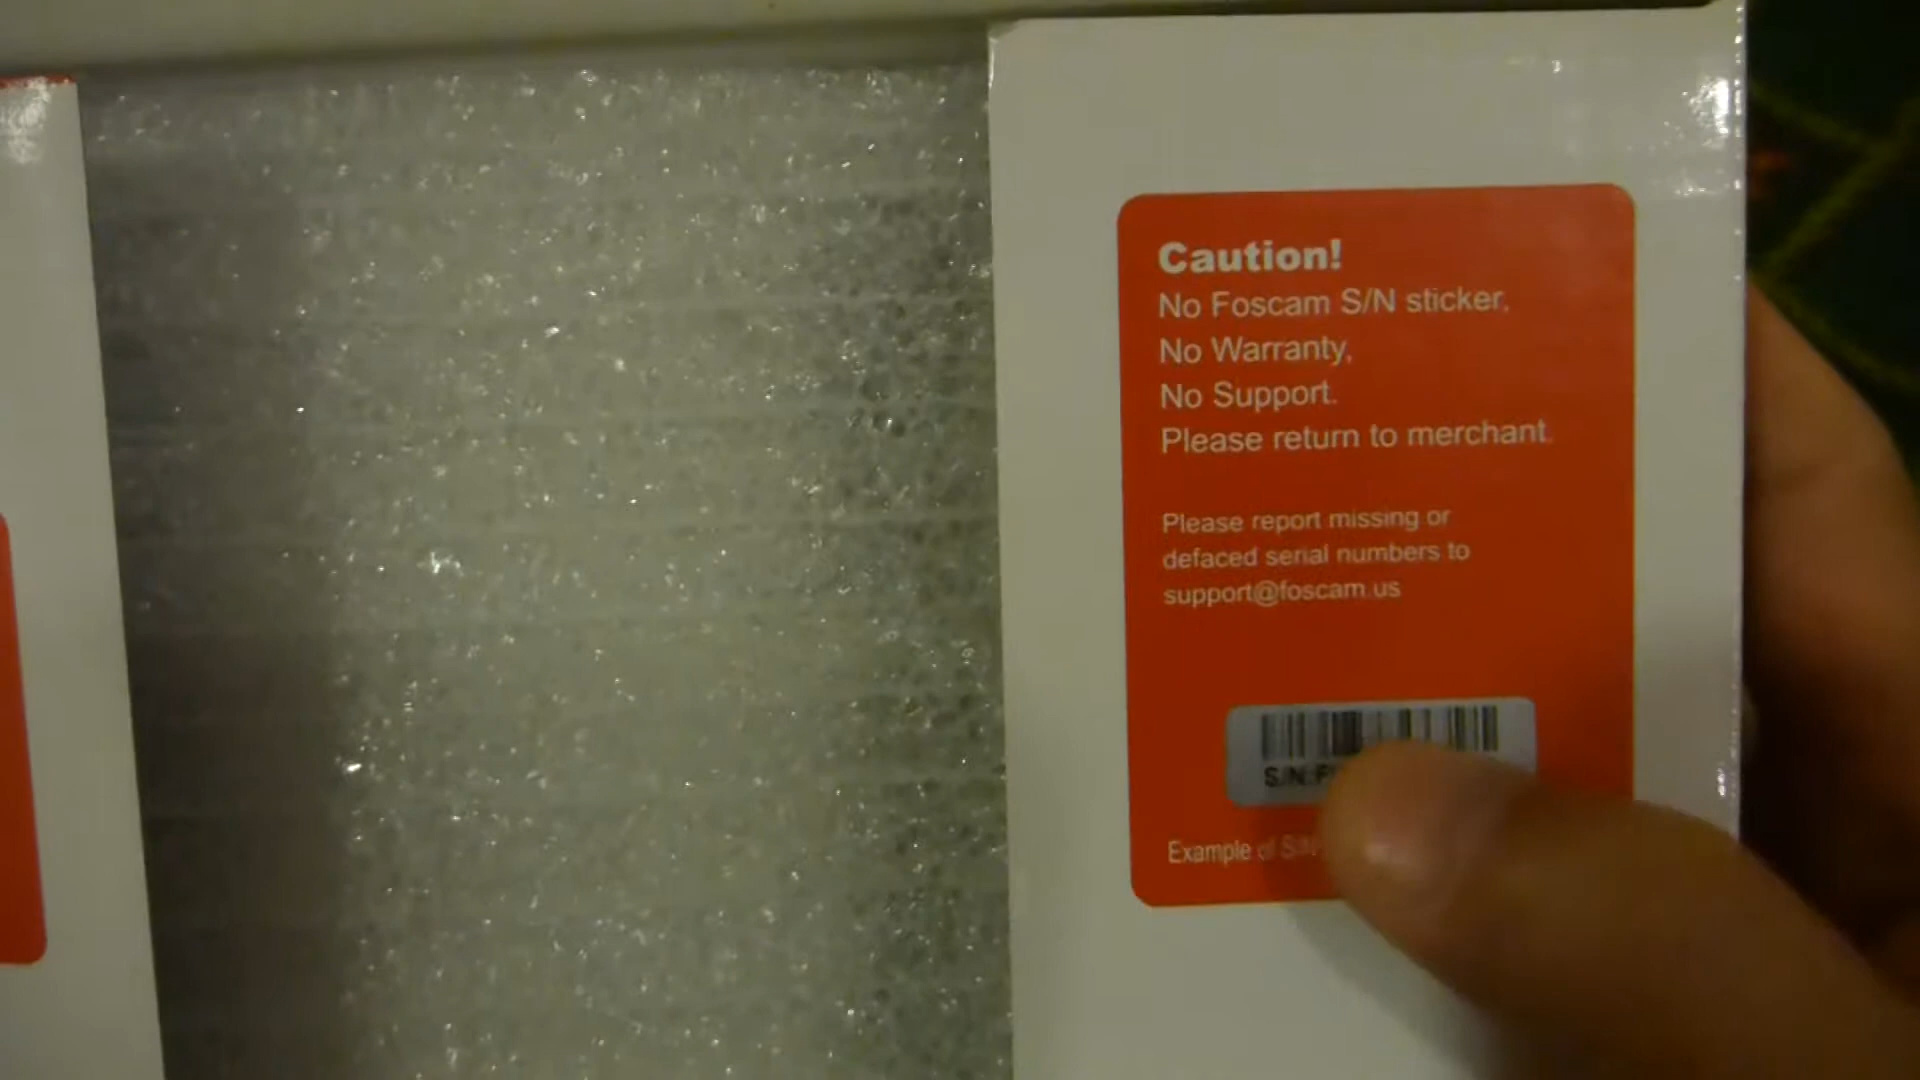 Caution!
No Foscam S/N sticker,
No Warranty,
No Support.
Please return to merchant.
Please report missing or
defaced serial numbers to
support@foscam.us
S/N:F
Example of S/N